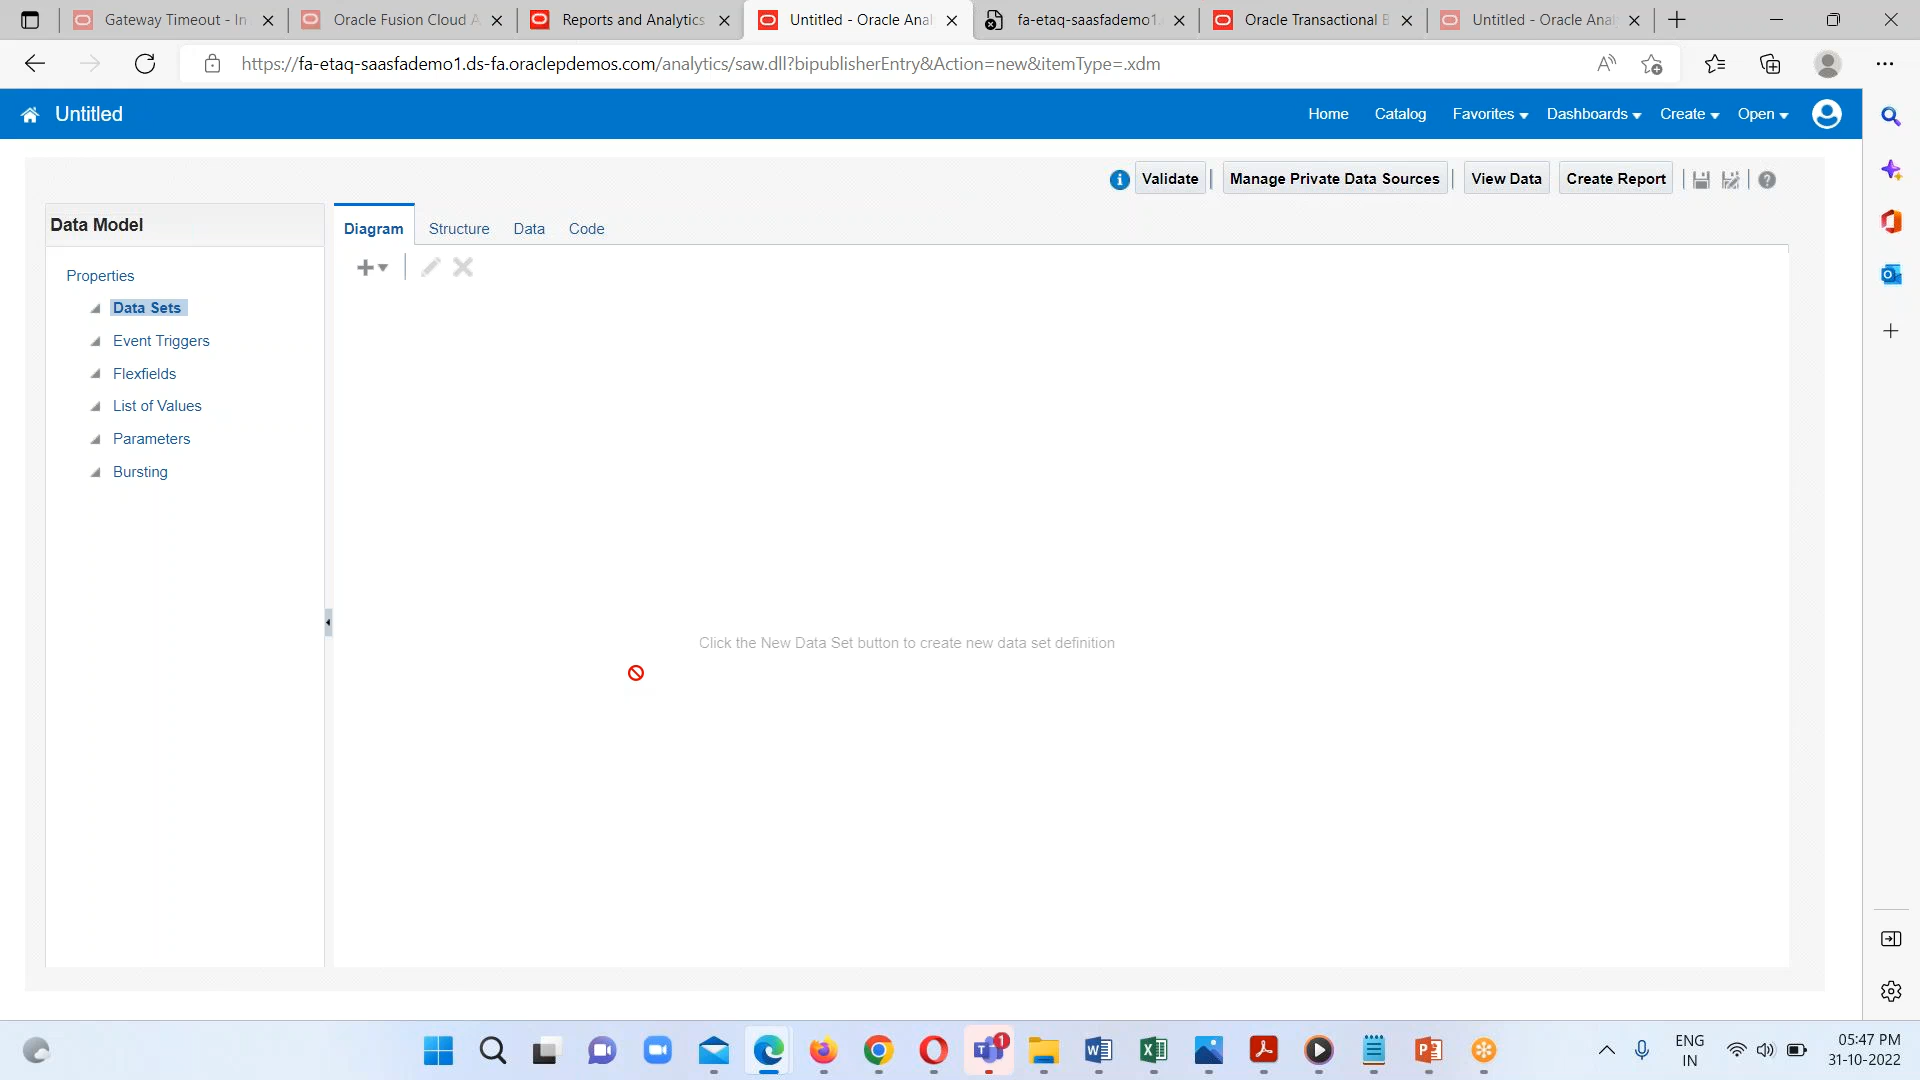 Gateway Timeout - In
Oracle Fusion Cloud A
Reports and Analytics
Untitled - Oracle Anal
fa-etaq-saasfademo1.
Oracle Transactional B
Untitled - Oracle Anal
https://fa-etaq-saasfademo1.ds-fa.oraclepdemos.com/analytics/saw.dll?bipublisherEntry&Action=new&itemType=.xdm
Untitled
Home
Catalog
Favorites
Dashboards
Create
Open
Validate
Manage Private Data Sources
View Data
Create Report
Data Model
Diagram
Structure
Data
Code
Properties
Data Sets
Event Triggers
Flexfields
List of Values
Parameters
Bursting
Click the New Data Set button to create new data set definition
1
ENG
IN
05:47 PM
31-10-2022